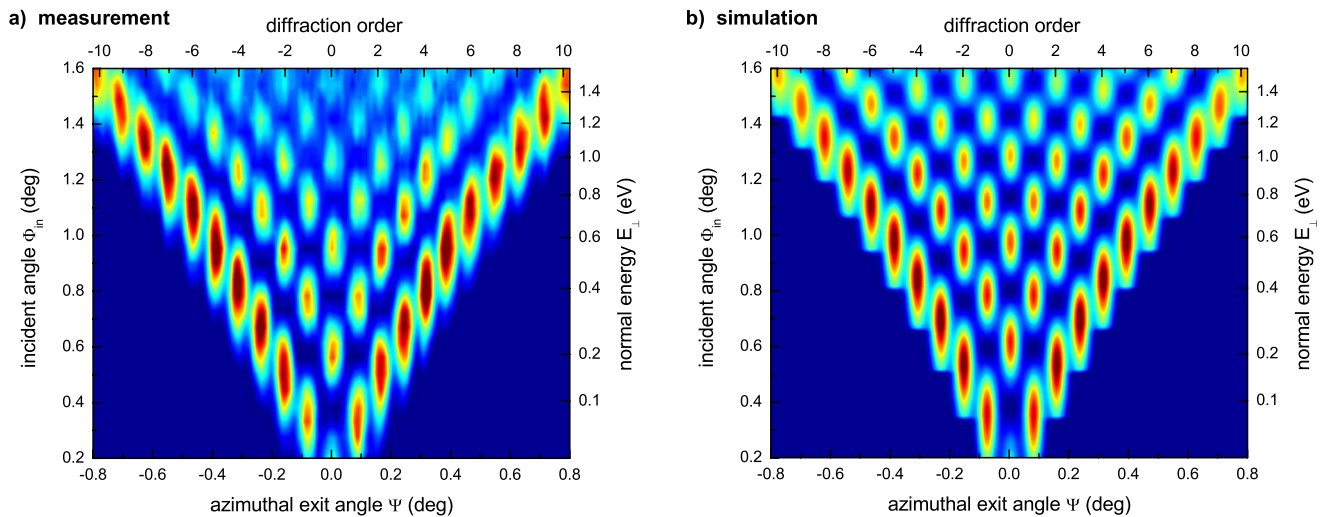 a) measurement
diffraction order
-10 -8 -6 -4 -2 0 2 4 6 8 10
1.6
1.4
1.2
1.0
0.8
0.6
0.4
0.2
incident angle Φin (deg)
1.4
1.2
1.0
0.8
0.6
0.4
0.2
0.1
normal energy E⊥ (eV)
-0.8 -0.6 -0.4 -0.2 0.0 0.2 0.4 0.6 0.8
azimuthal exit angle Ψ (deg)
b) simulation
diffraction order
-10 -8 -6 -4 -2 0 2 4 6 8 10
1.6
1.4
1.2
1.0
0.8
0.6
0.4
0.2
incident angle Φin (deg)
1.4
1.2
1.0
0.8
0.6
0.4
0.2
0.1
normal energy E⊥ (eV)
-0.8 -0.6 -0.4 -0.2 0.0 0.2 0.4 0.6 0.8
azimuthal exit angle Ψ (deg)